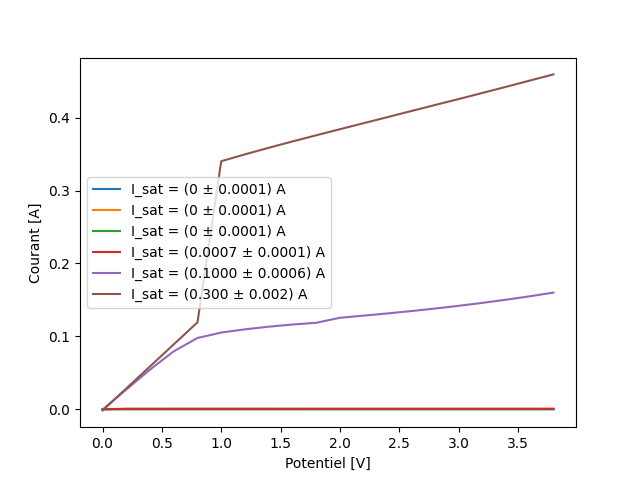 0.4
0.3
0.2
0.1
0.0
Courant [A]
I_sat = (0 ± 0.0001) A
I_sat = (0 ± 0.0001) A
I_sat = (0 ± 0.0001) A
I_sat = (0.0007 ± 0.0001) A
I_sat = (0.1000 ± 0.0006) A
I_sat = (0.300 ± 0.002) A
0.0 0.5 1.0 1.5 2.0 2.5 3.0 3.5
Potentiel [V]